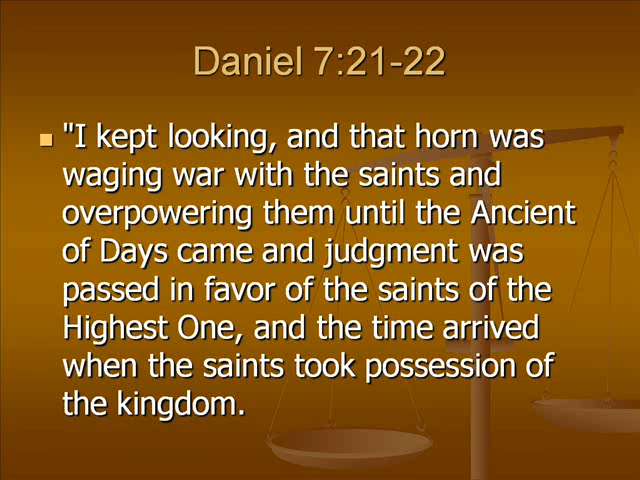 Daniel 7:21-22
"I kept looking, and that horn was
waging war with the saints and
overpowering them until the Ancient
of Days came and judgment was
passed in favor of the saints of the
Highest One, and the time arrived
when the saints took possession of
the kingdom.